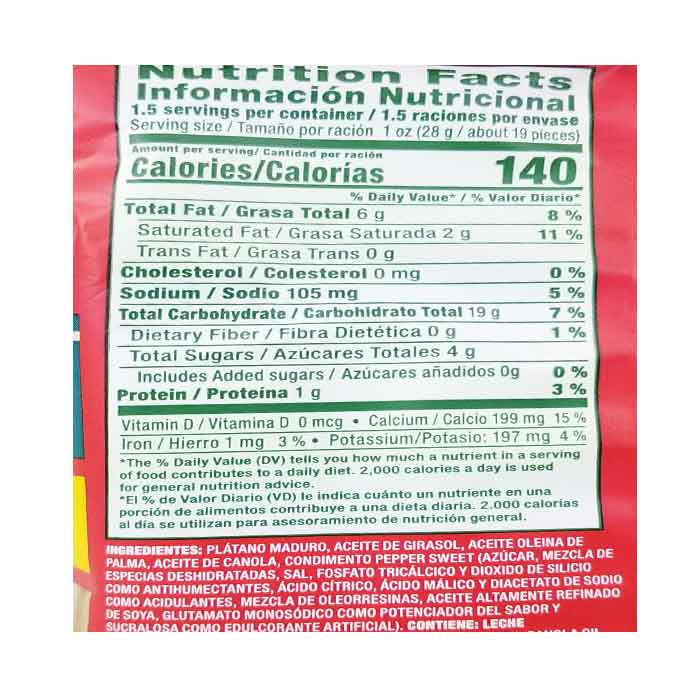 Nutrition Facts
Información Nutricional
1.5 servings per container / 1.5 raciones por envase
Serving size / Tamaño por ración 1 oz (28 g / about 19 pieces)
Amount per serving/Cantidad por ración
Calories/Calorías 140
% Daily Value* / % Valor Diario*
Total Fat / Grasa Total 6 g 8 %
Saturated Fat / Grasa Saturada 2 g 11 %
Trans Fat / Grasa Trans 0 g
Cholesterol / Colesterol 0 mg 0 %
Sodium / Sodio 105 mg 5 %
Total Carbohydrate / Carbohidrato Total 19 g 7 %
Dietary Fiber / Fibra Dietética 0 g 1 %
Total Sugars / Azúcares Totales 4 g
Includes Added sugars / Azúcares añadidos 0g 0 %
Protein / Proteína 1 g 3 %
Vitamin D / Vitamina D 0 mcg • Calcium / Calcio 199 mg 15 %
Iron / Hierro 1 mg 3 % • Potassium/Potasio: 197 mg 4 %
*The % Daily Value (DV) tells you how much a nutrient in a serving
of food contributes to a daily diet. 2,000 calories a day is used
for general nutrition advice.
*El % de Valor Diario (VD) le indica cuánto un nutriente en una
porción de alimentos contribuye a una dieta diaria. 2.000 calorías
al día se utilizan para asesoramiento de nutrición general.
INGREDIENTES: PLÁTANO MADURO, ACEITE DE GIRASOL, ACEITE OLEINA DE
PALMA, ACEITE DE CANOLA, CONDIMENTO PEPPER SWEET (AZÚCAR, MEZCLA DE
ESPECIAS DESHIDRATADAS, SAL, FOSFATO TRICÁLCICO Y DIOXIDO DE SILICIO
COMO ANTIHUMECTANTES, ÁCIDO CÍTRICO, ÁCIDO MÁLICO Y DIACETATO DE SODIO
COMO ACIDULANTES, MEZCLA DE OLEORRESINAS, ACEITE ALTAMENTE REFINADO
DE SOYA, GLUTAMATO MONOSÓDICO COMO POTENCIADOR DEL SABOR Y
SUCRALOSA COMO EDULCORANTE ARTIFICIAL). CONTIENE: LECHE